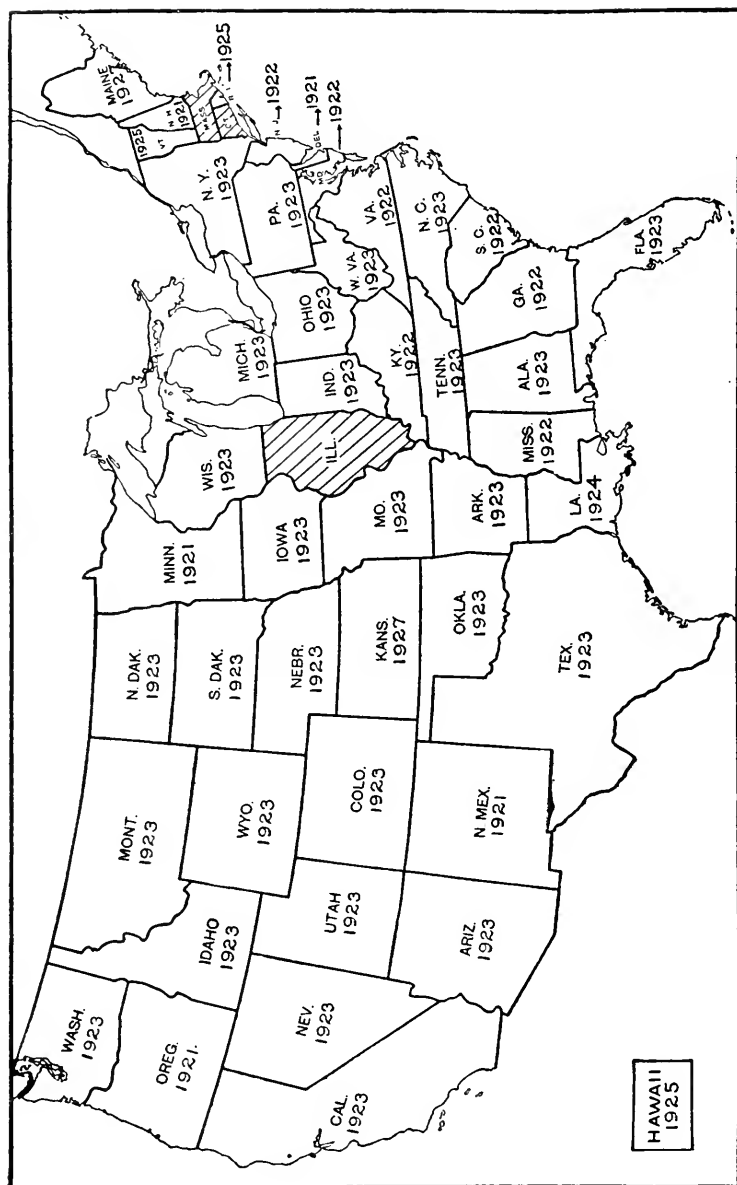 WASH.
1923
OREG.
1921.
CAL.
1923
IDAHO
1923
NEV.
1923
MONT.
1923
WYO.
1923
UTAH
1923
ARIZ.
1923
COLO.
1923
N MEX.
1921
N. DAK.
1923
S. DAK.
1923
NEBR.
1923
KANS.
1927
OKLA.
1923
TEX.
1923
MINN.
1921
IOWA
1923
MO.
1923
ARK.
1923
LA.
1924
WIS.
1923
ILL.
MICH.
1923
IND.
1923
OHIO
1923
KY.
1922
TENN.
1923
MISS.
1922
ALA.
1923
GA.
1922
FLA.
1923
S. C.
1922
N. C.
1923
VA.
1922
W. VA.
1923
PA.
1923
N. Y.
1923
1925
VT
N H
1921
MAINE
1927
MASS
CT.
R I →1925
N J →1922
DEL →1921
MD →1922
HAWAII
1925